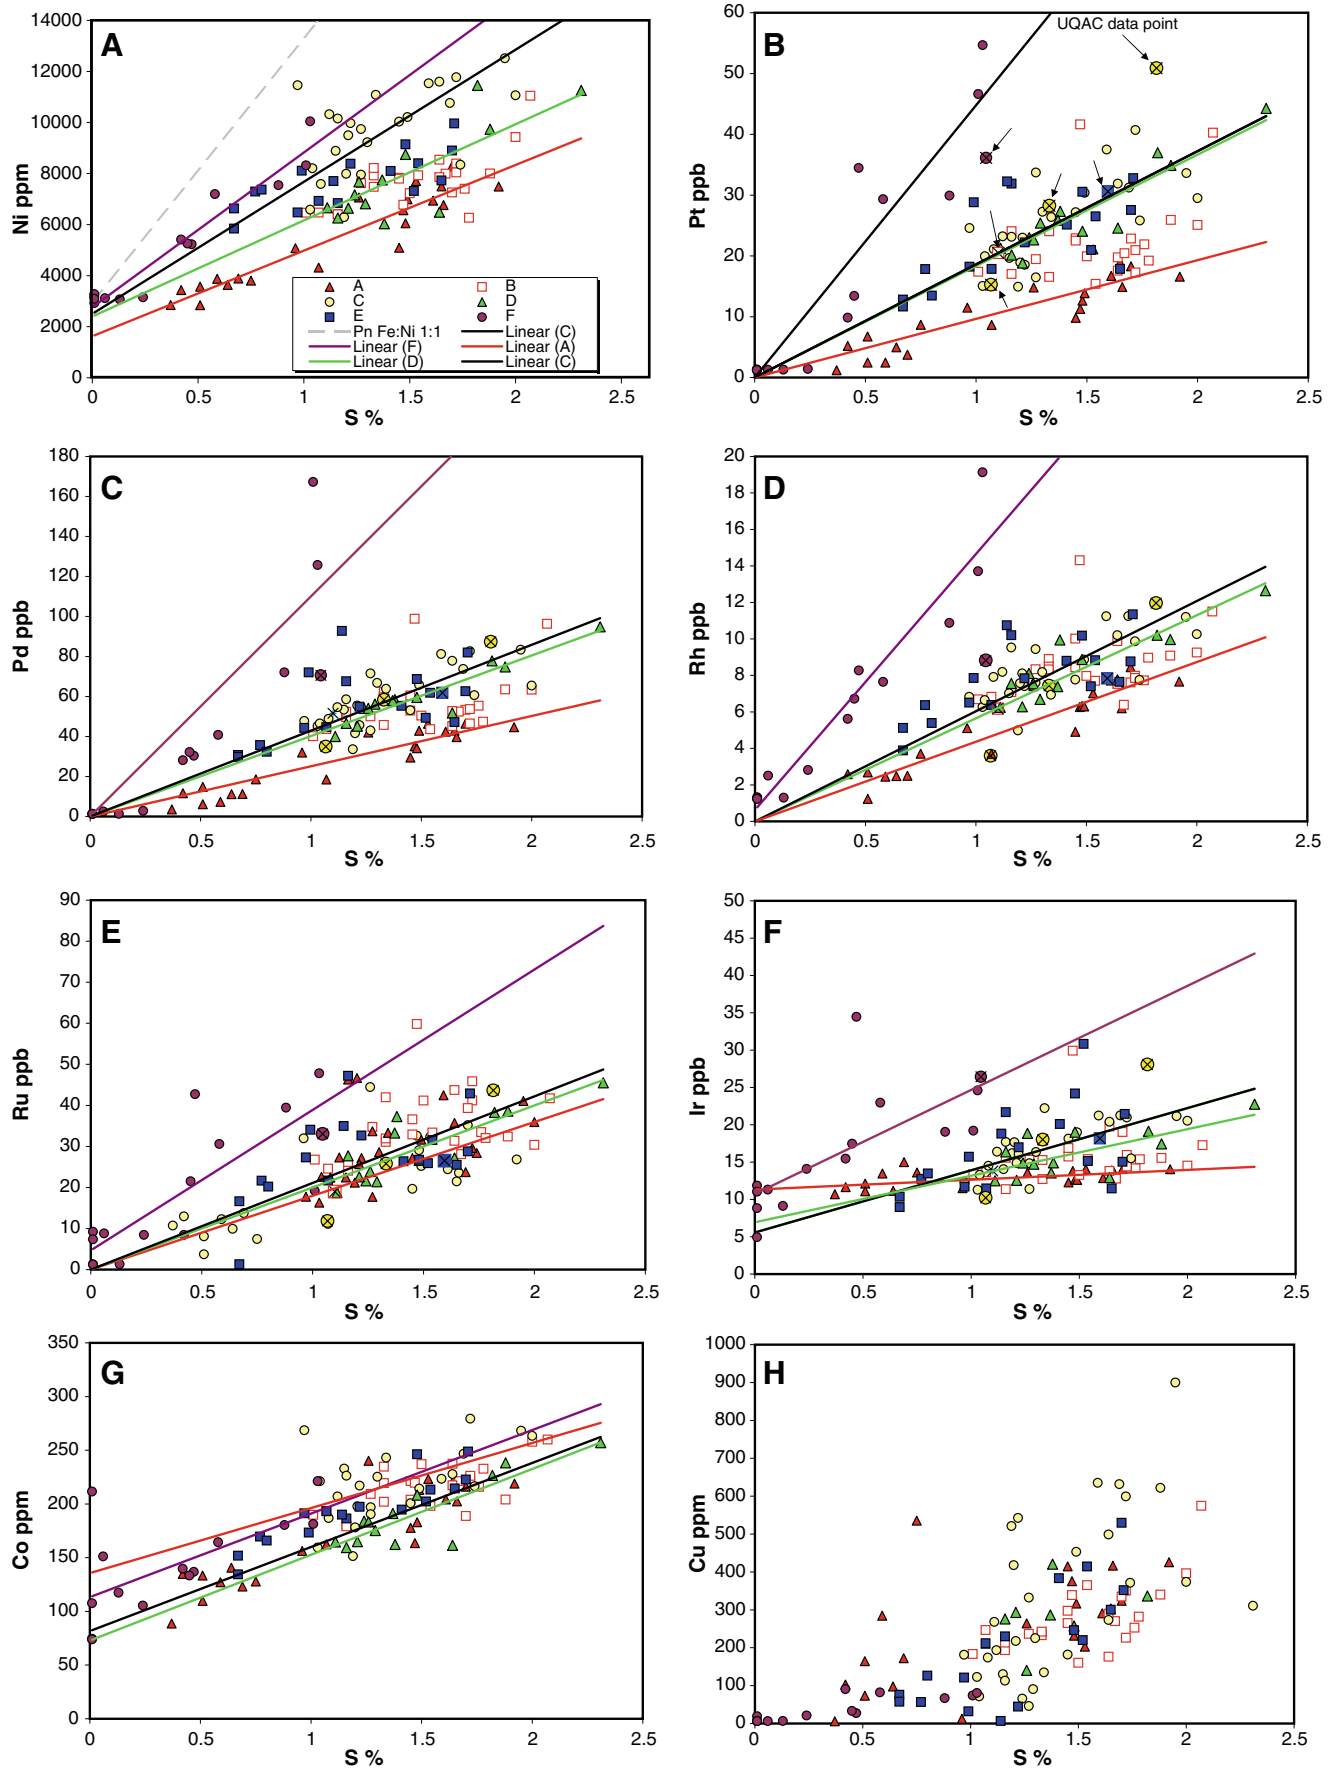 A
Ni ppm
14000
12000
10000
8000
6000
4000
2000
0
A B
C D
E F
Pn Fe:Ni 1:1 Linear (C)
Linear (F) Linear (A)
Linear (D) Linear (C)
0 0.5 1 1.5 2 2.5
S %
B
UQAC data point
Pt ppb
60
50
40
30
20
10
0
0 0.5 1 1.5 2 2.5
S %
C
Pd ppb
180
160
140
120
100
80
60
40
20
0
0 0.5 1 1.5 2 2.5
S %
D
Rh ppb
20
18
16
14
12
10
8
6
4
2
0
0 0.5 1 1.5 2 2.5
S %
E
Ru ppb
90
80
70
60
50
40
30
20
10
0
0 0.5 1 1.5 2 2.5
S %
F
Ir ppb
50
45
40
35
30
25
20
15
10
5
0
0 0.5 1 1.5 2 2.5
S %
G
Co ppm
350
300
250
200
150
100
50
0
0 0.5 1 1.5 2 2.5
S %
H
Cu ppm
1000
900
800
700
600
500
400
300
200
100
0
0 0.5 1 1.5 2 2.5
S %